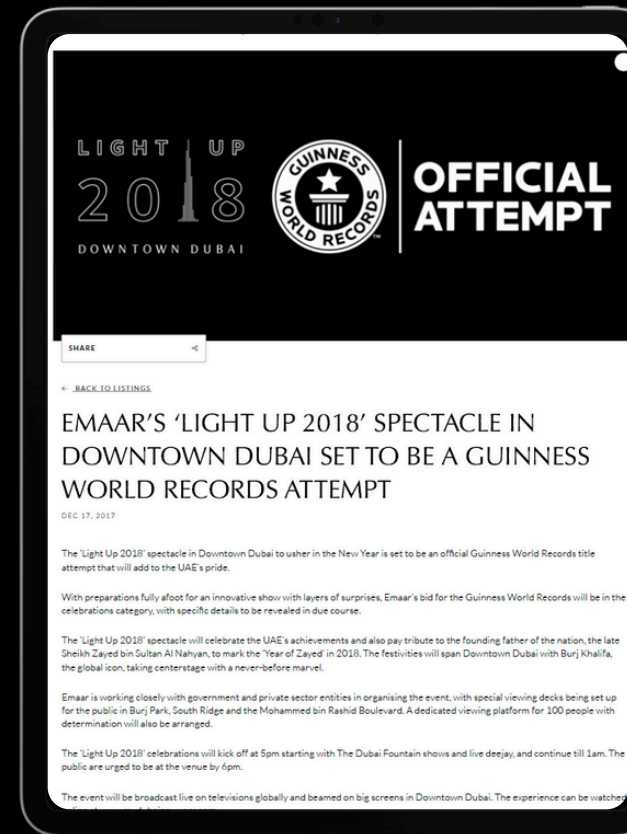 LIGHT UP
2018
DOWNTOWN DUBAI
GUINNESS
WORLD RECORDS
TM
OFFICIAL
ATTEMPT
SHARE
← BACK TO LISTINGS
EMAAR'S ‘LIGHT UP 2018’ SPECTACLE IN
DOWNTOWN DUBAI SET TO BE A GUINNESS
WORLD RECORDS ATTEMPT
DEC 17, 2017
The ‘Light Up 2018’ spectacle in Downtown Dubai to usher in the New Year is set to be an official Guinness World Records title
attempt that will add to the UAE's pride.
With preparations fully afoot for an innovative show with layers of surprises, Emaar's bid for the Guinness World Records will be in the
celebrations category, with specific details to be revealed in due course.
The ‘Light Up 2018’ spectacle will celebrate the UAE's achievements and also pay tribute to the founding father of the nation, the late
Sheikh Zayed bin Sultan Al Nahyan, to mark the ‘Year of Zayed’ in 2018. The festivities will span Downtown Dubai with Burj Khalifa,
the global icon, taking centerstage with a never-before marvel.
Emaar is working closely with government and private sector entities in organising the event, with special viewing decks being set up
for the public in Burj Park, South Ridge and the Mohammed bin Rashid Boulevard. A dedicated viewing platform for 100 people with
determination will also be arranged.
The ‘Light Up 2018’ celebrations will kick off at 5pm starting with The Dubai Fountain shows and live deejay, and continue till 1am. The
public are urged to be at the venue by 6pm.
The event will be broadcast live on televisions globally and beamed on big screens in Downtown Dubai. The experience can be watched